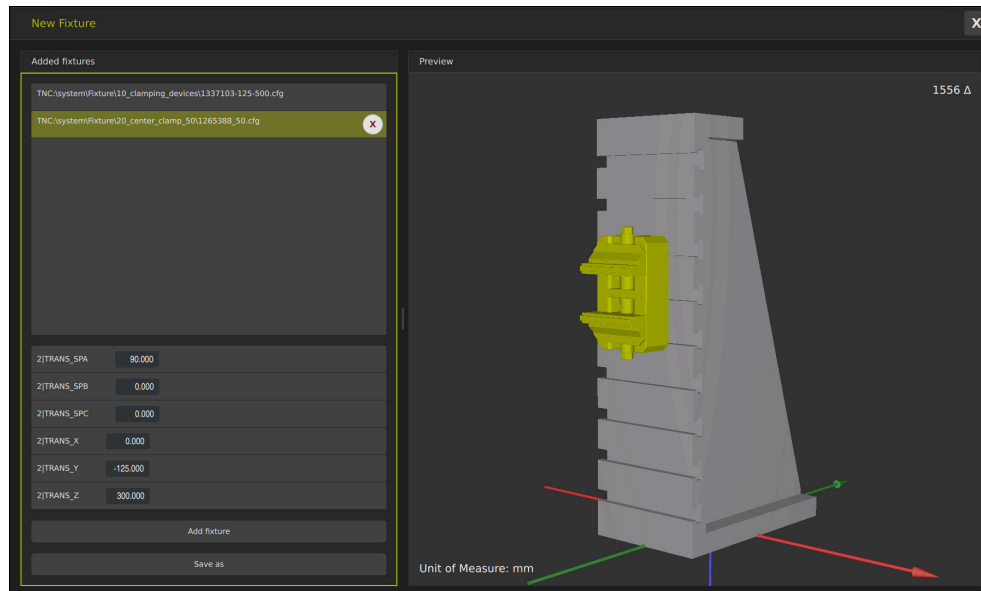 New Fixture
X
Added fixtures
TNC:\system\Fixture\10_clamping_devices\1337103-125-500.cfg
TNC:\system\Fixture\20_center_clamp_50\1265388_50.cfg
X
2|TRANS_SPA 90.000
2|TRANS_SPB 0.000
2|TRANS_SPC 0.000
2|TRANS_X 0.000
2|TRANS_Y -125.000
2|TRANS_Z 300.000
Add fixture
Save as
Preview
1556 Δ
Unit of Measure: mm